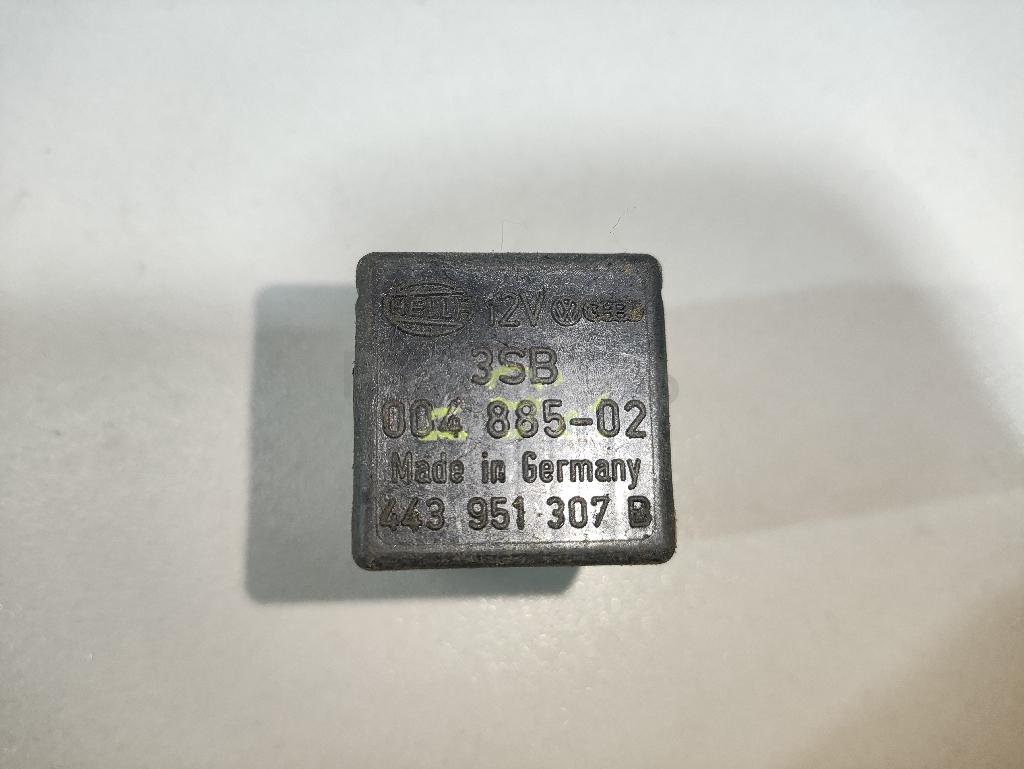 HELLA 12V
3SB
004 885-02
Made in Germany
443 951 307 B